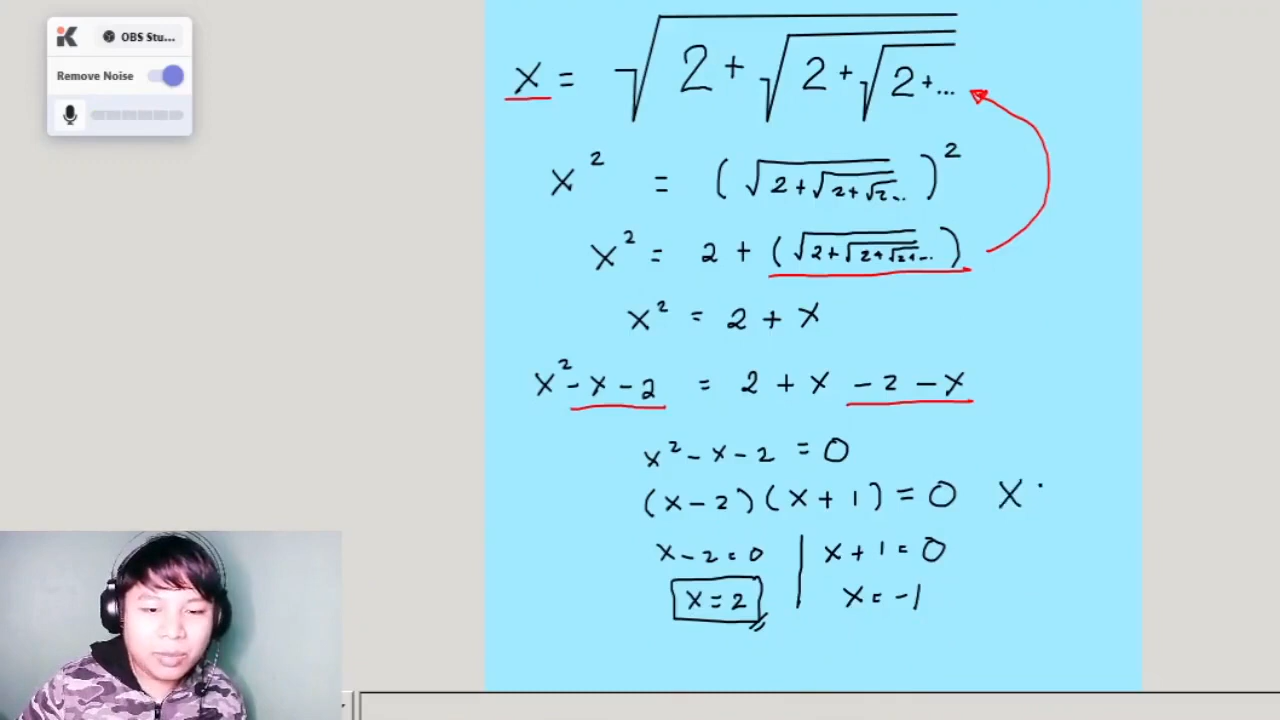 OBS Stu...
Remove Noise
x = √2 + √2 + √2 + ...
x² = (√2+√2+√2...)²
x² = 2 + (√2+√2+√2+...)
x² = 2 + x
x² - x - 2 = 2 + x - 2 - x
x² - x - 2 = 0
(x - 2)(x + 1) = 0 x
x - 2 = 0 x + 1 = 0
x = 2 x = -1